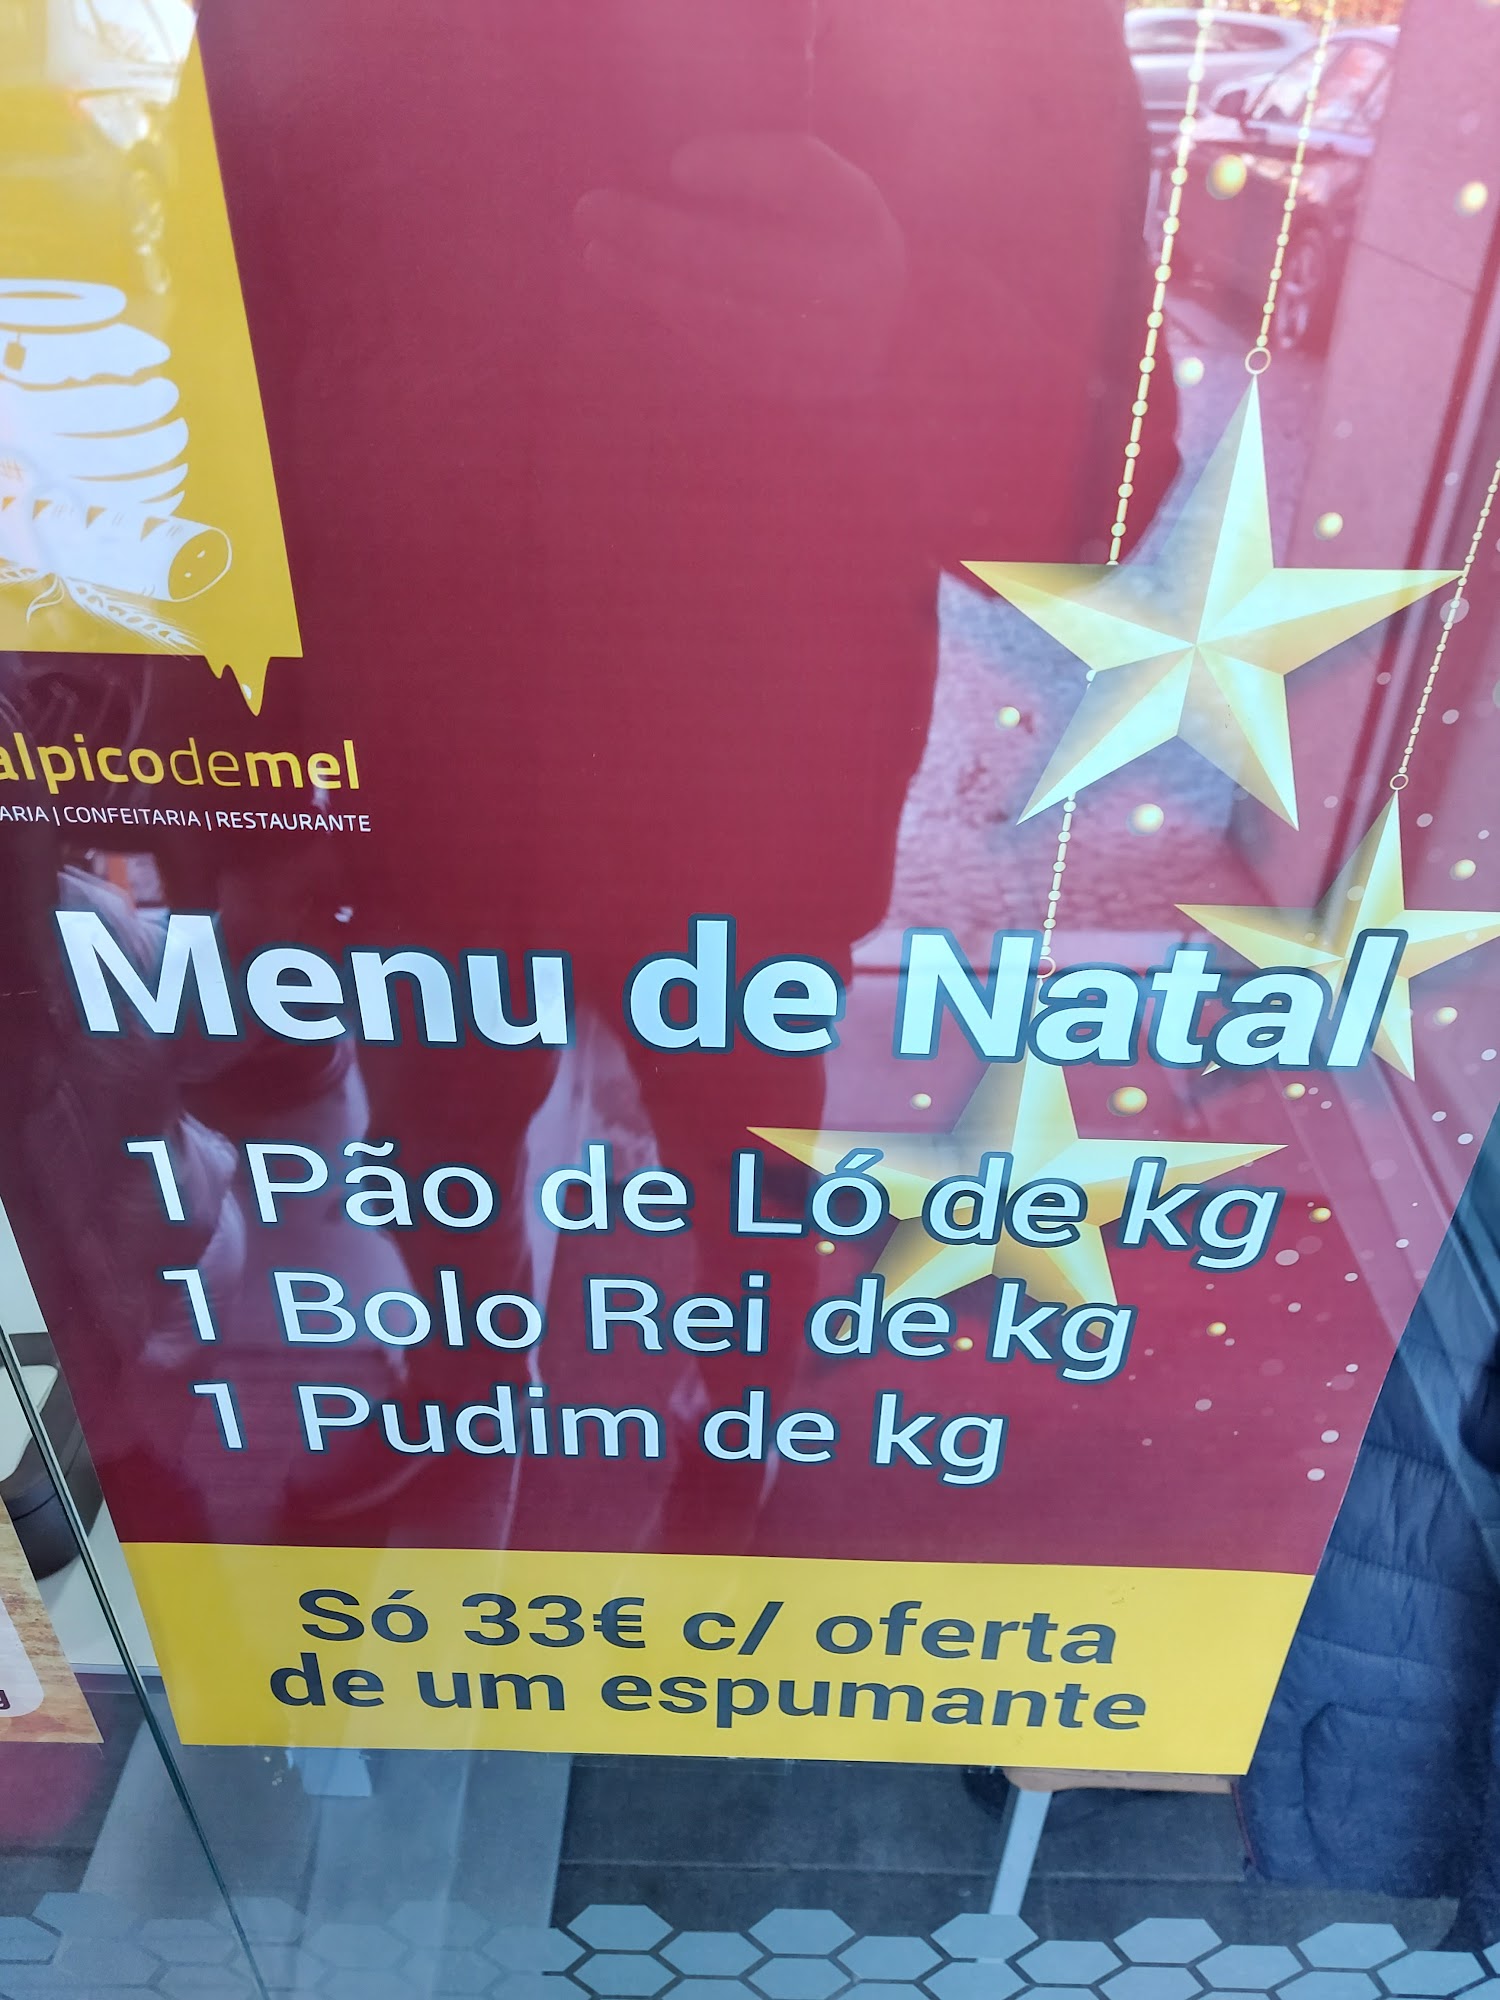 alpicodemel
ARIA | CONFEITARIA | RESTAURANTE
Menu de Natal
1 Pão de Ló de kg
1 Bolo Rei de kg
1 Pudim de kg
Só 33€ c/ oferta
de um espumante